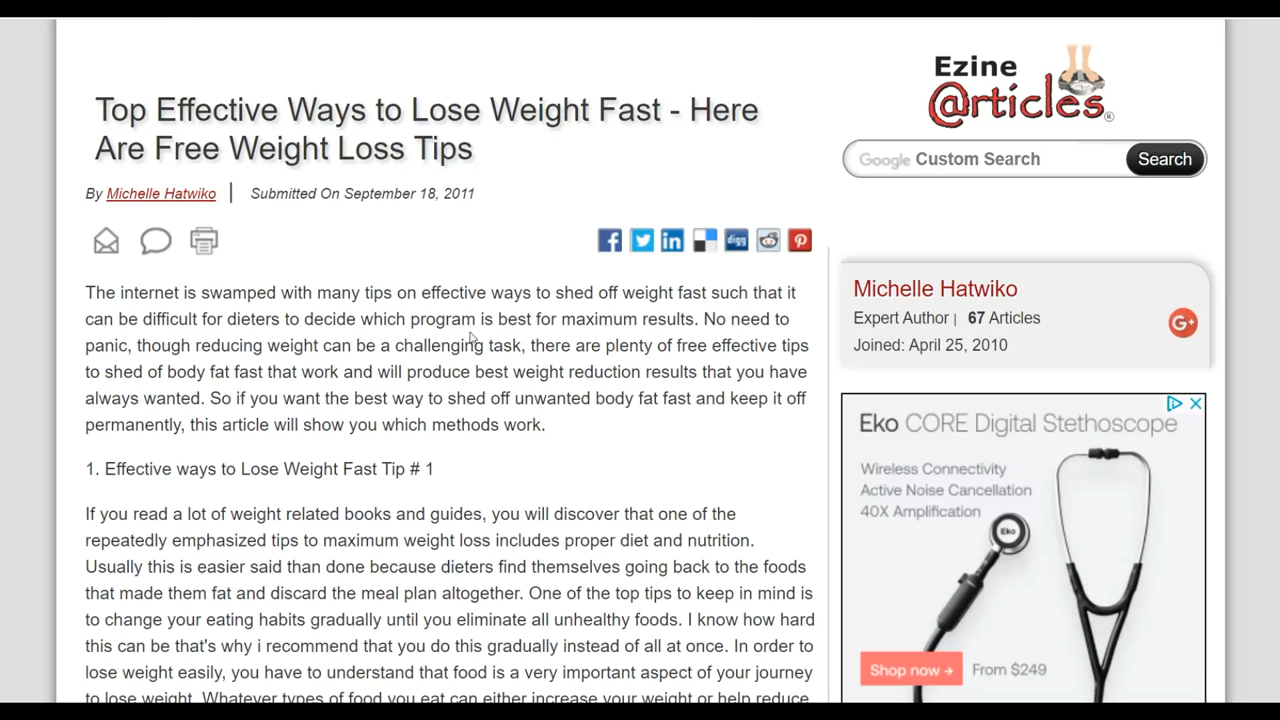 Ezine
@rticles®
Top Effective Ways to Lose Weight Fast - Here
Are Free Weight Loss Tips
Google Custom Search
Search
By Michelle Hatwiko | Submitted On September 18, 2011
digg
The internet is swamped with many tips on effective ways to shed off weight fast such that it
can be difficult for dieters to decide which program is best for maximum results. No need to
panic, though reducing weight can be a challenging task, there are plenty of free effective tips
to shed of body fat fast that work and will produce best weight reduction results that you have
always wanted. So if you want the best way to shed off unwanted body fat fast and keep it off
permanently, this article will show you which methods work.
1. Effective ways to Lose Weight Fast Tip # 1
If you read a lot of weight related books and guides, you will discover that one of the
repeatedly emphasized tips to maximum weight loss includes proper diet and nutrition.
Usually this is easier said than done because dieters find themselves going back to the foods
that made them fat and discard the meal plan altogether. One of the top tips to keep in mind is
to change your eating habits gradually until you eliminate all unhealthy foods. I know how hard
this can be that's why i recommend that you do this gradually instead of all at once. In order to
lose weight easily, you have to understand that food is a very important aspect of your journey
to lose weight. Whatever types of food you eat can either increase your weight or help reduce
Michelle Hatwiko
Expert Author | 67 Articles
Joined: April 25, 2010
G+
Eko CORE Digital Stethoscope
Wireless Connectivity
Active Noise Cancellation
40X Amplification
Eko
Shop now → From $249